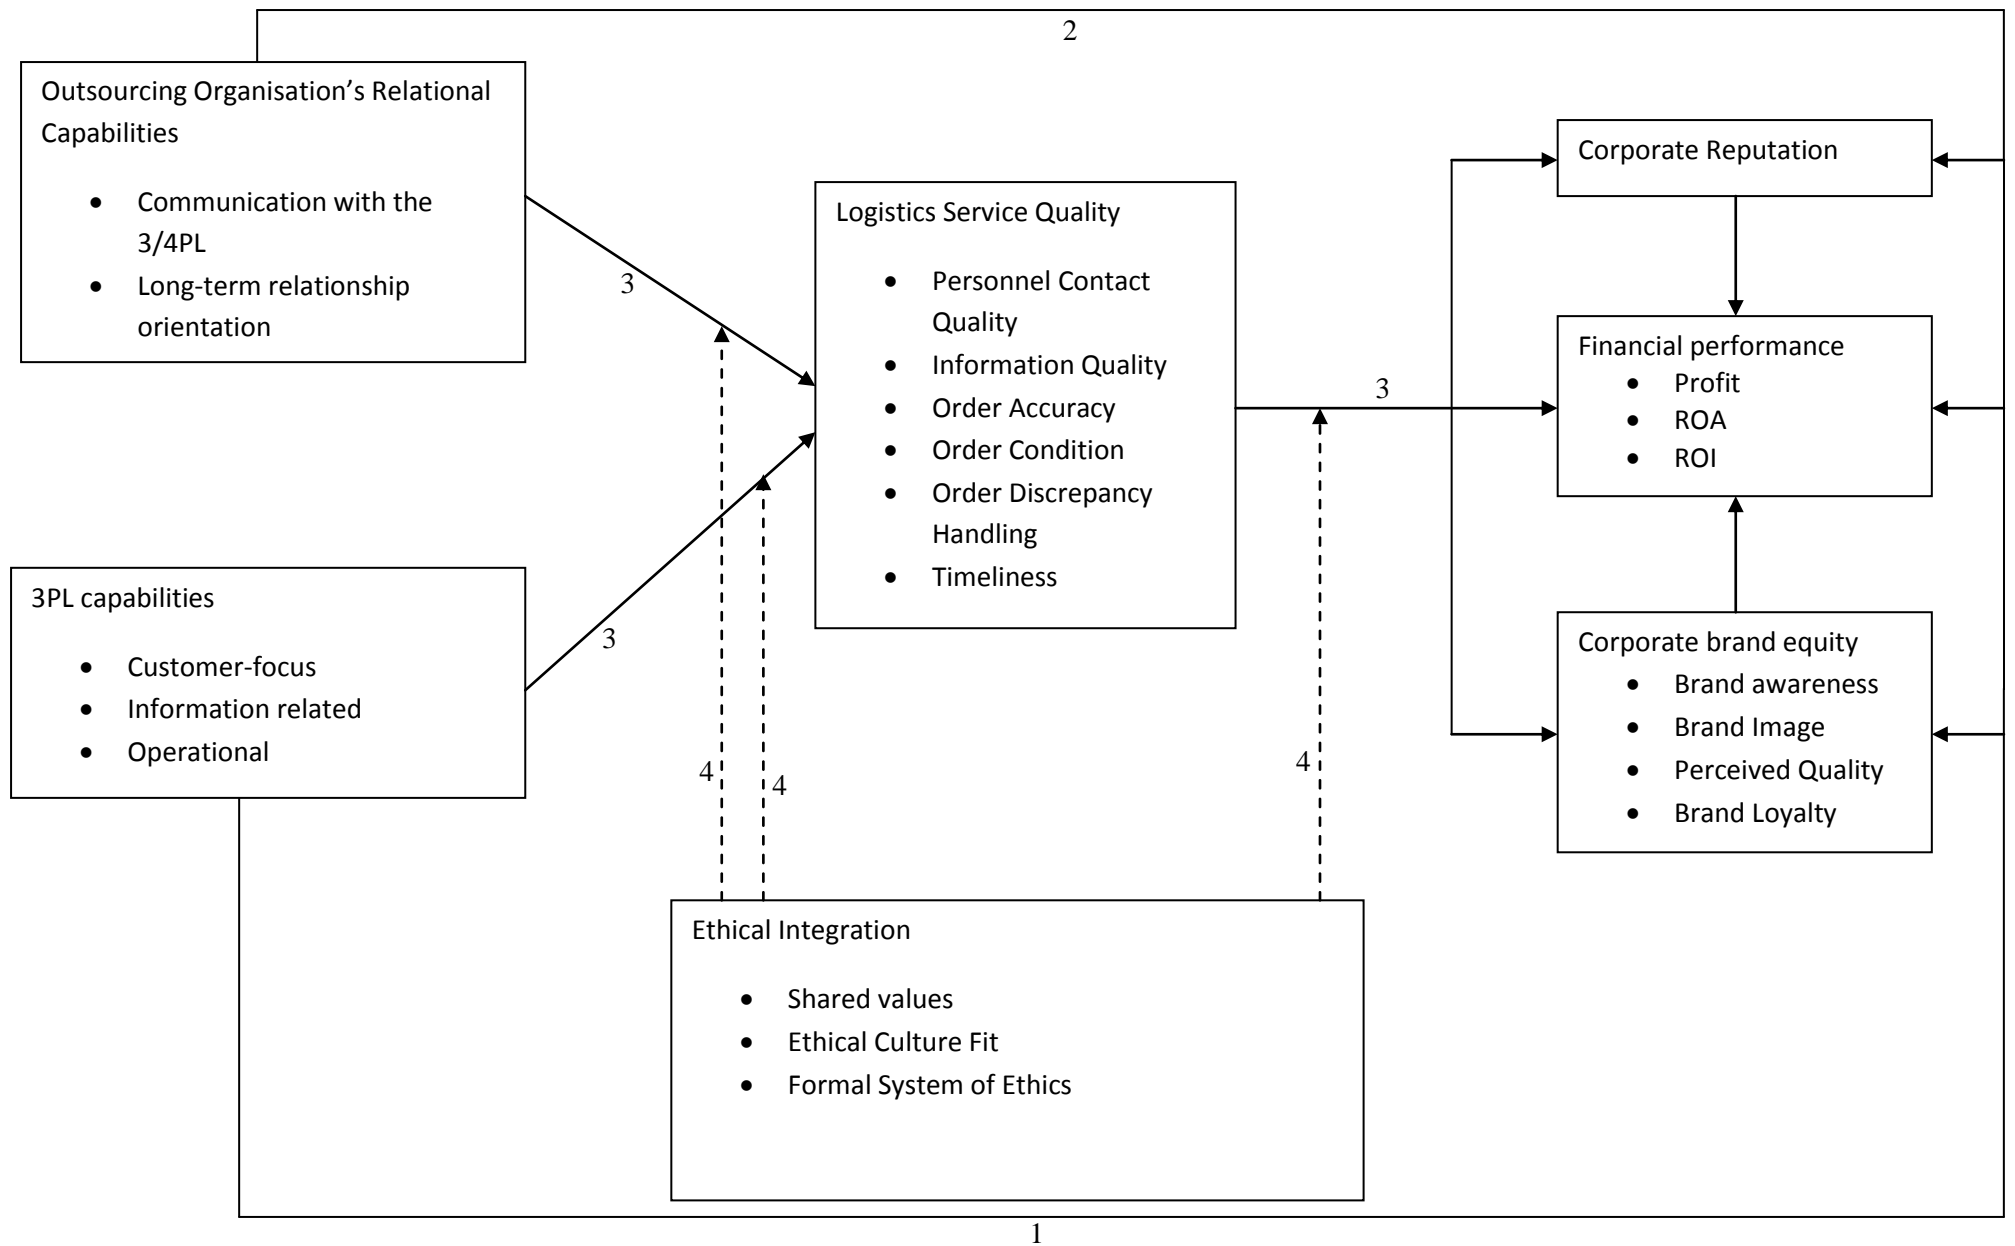 2
Outsourcing Organisation’s Relational
Capabilities
• Communication with the
3/4PL
• Long-term relationship
orientation
3
3PL capabilities
• Customer-focus
• Information related
• Operational
3
Logistics Service Quality
• Personnel Contact
Quality
• Information Quality
• Order Accuracy
• Order Condition
• Order Discrepancy
Handling
• Timeliness
3
Corporate Reputation
Financial performance
• Profit
• ROA
• ROI
Corporate brand equity
• Brand awareness
• Brand Image
• Perceived Quality
• Brand Loyalty
4
4
4
Ethical Integration
• Shared values
• Ethical Culture Fit
• Formal System of Ethics
1